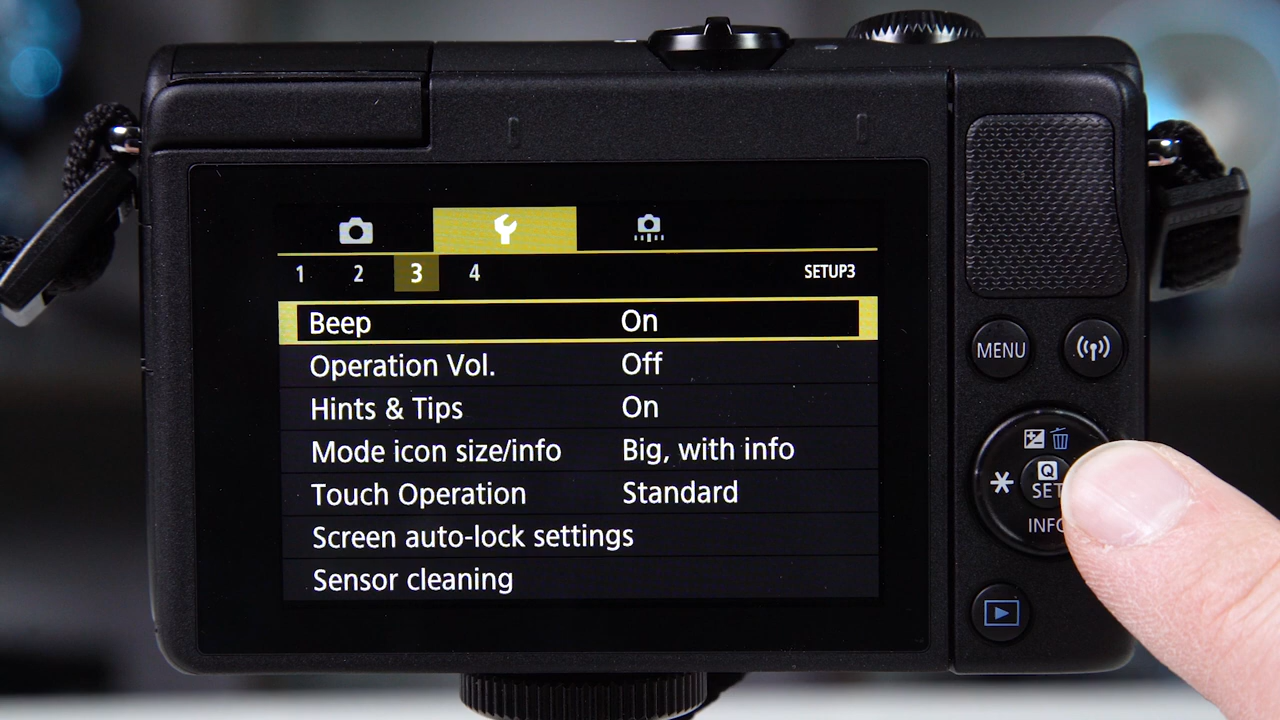 1 2 3 4 SETUP3
Beep On
Operation Vol. Off
Hints & Tips On
Mode icon size/info Big, with info
Touch Operation Standard
Screen auto-lock settings
Sensor cleaning
MENU
Q
SET
INFO